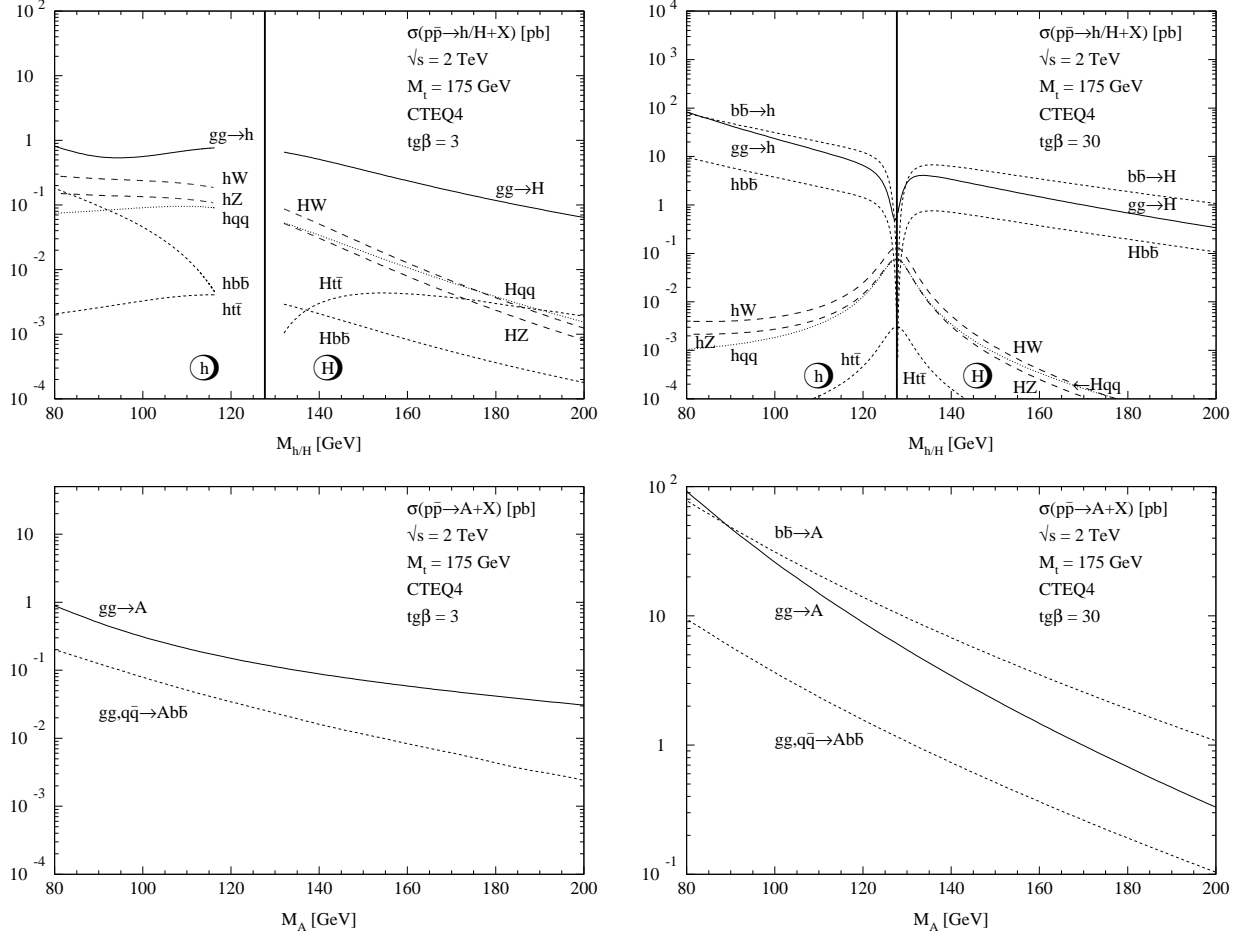 σ(pp̄→h/H+X) [pb]
√s = 2 TeV
M_t = 175 GeV
CTEQ4
tgβ = 3
gg→h
hW
hZ
hqq
hbb̄
htt̄
gg→H
HW
Htt̄
Hqq
Hbb̄
HZ
h
H
10^2
10
1
10^-1
10^-2
10^-3
10^-4
80 100 120 140 160 180 200
M_h/H [GeV]
σ(pp̄→h/H+X) [pb]
√s = 2 TeV
M_t = 175 GeV
CTEQ4
tgβ = 30
bb̄→h
gg→h
hbb̄
bb̄→H
gg→H
Hbb̄
hW
hZ
hqq
htt̄
Htt̄
HW
HZ
←Hqq
h
H
10^4
10^3
10^2
10
1
10^-1
10^-2
10^-3
10^-4
80 100 120 140 160 180 200
M_h/H [GeV]
σ(pp̄→A+X) [pb]
√s = 2 TeV
M_t = 175 GeV
CTEQ4
tgβ = 3
gg→A
gg,qq̄→Abb̄
10
1
10^-1
10^-2
10^-3
10^-4
80 100 120 140 160 180 200
M_A [GeV]
σ(pp̄→A+X) [pb]
√s = 2 TeV
M_t = 175 GeV
CTEQ4
tgβ = 30
bb̄→A
gg→A
gg,qq̄→Abb̄
10^2
10
1
10^-1
80 100 120 140 160 180 200
M_A [GeV]